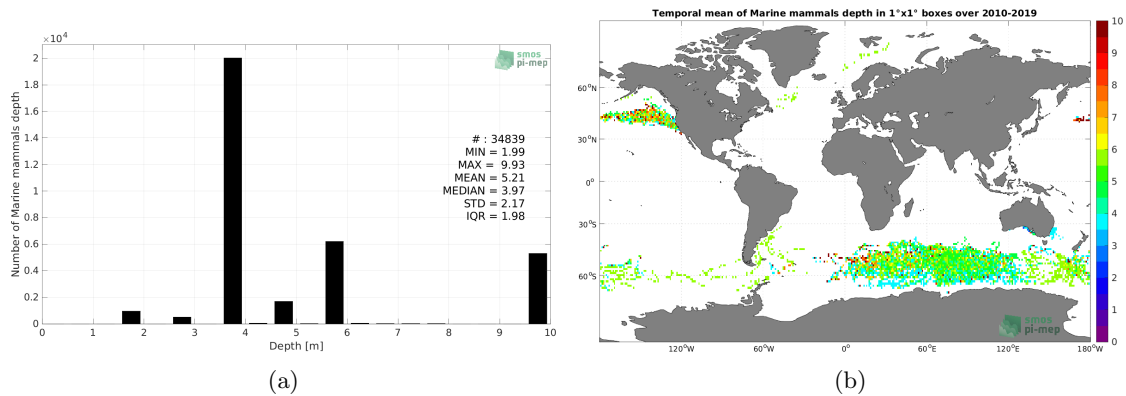 ×10⁴
2
1.8
1.6
1.4
1.2
1
0.8
0.6
0.4
0.2
0
0 1 2 3 4 5 6 7 8 9 10
Number of Marine mammals depth
Depth [m]
smos
pi-mep
# : 34839
MIN = 1.99
MAX = 9.93
MEAN = 5.21
MEDIAN = 3.97
STD = 2.17
IQR = 1.98
(a)
Temporal mean of Marine mammals depth in 1°x1° boxes over 2010-2019
60°N
30°N
0°
30°S
60°S
120°W 60°W 0° 60°E 120°E 180°W
smos
pi-mep
10
9
8
7
6
5
4
3
2
1
0
(b)